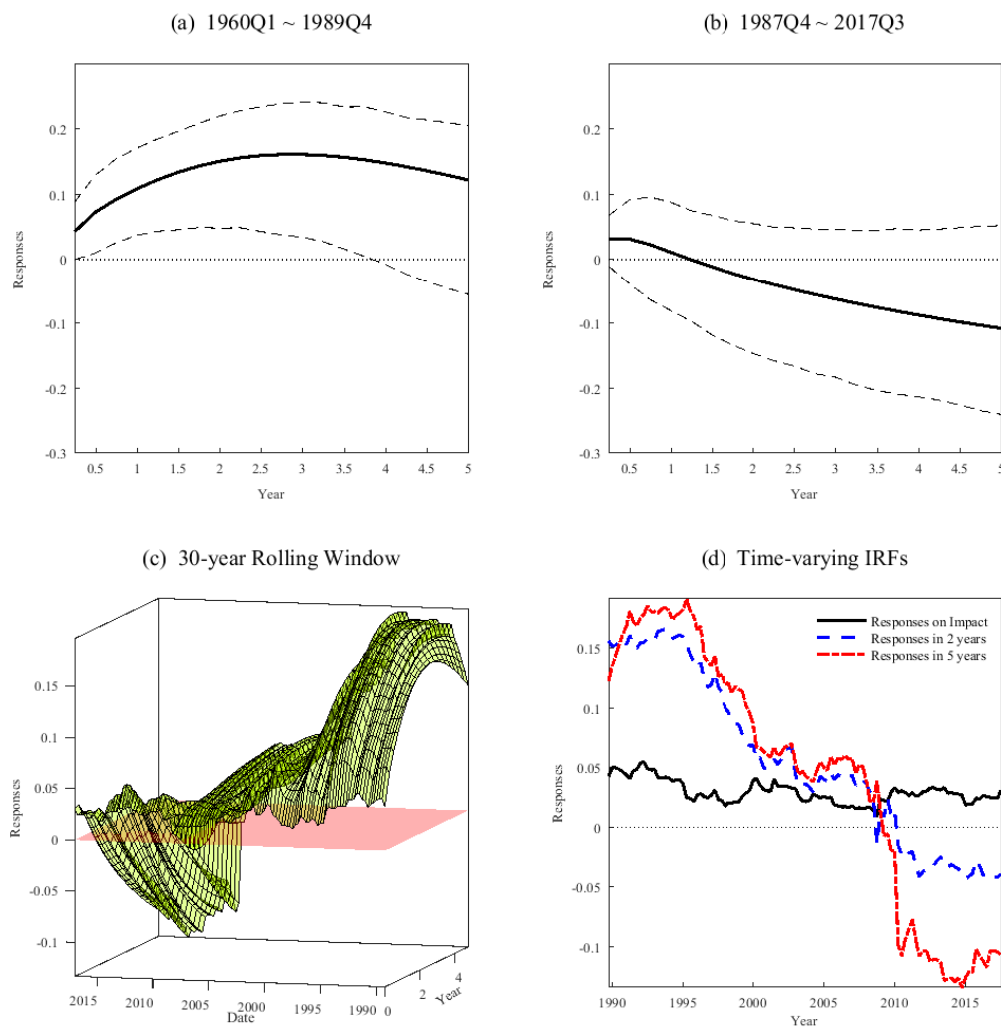 (a) 1960Q1 ~ 1989Q4
0.2
0.1
0
-0.1
-0.2
-0.3
Responses
0.5 1 1.5 2 2.5 3 3.5 4 4.5 5
Year
(b) 1987Q4 ~ 2017Q3
0.2
0.1
0
-0.1
-0.2
-0.3
Responses
0.5 1 1.5 2 2.5 3 3.5 4 4.5 5
Year
(c) 30-year Rolling Window
0.15
0.1
0.05
0
-0.05
-0.1
Responses
2015 2010 2005 2000 1995 1990
Date
0 2 4
Year
(d) Time-varying IRFs
Responses on Impact
Responses in 2 years
Responses in 5 years
0.15
0.1
0.05
0
-0.05
-0.1
Responses
1990 1995 2000 2005 2010 2015
Year